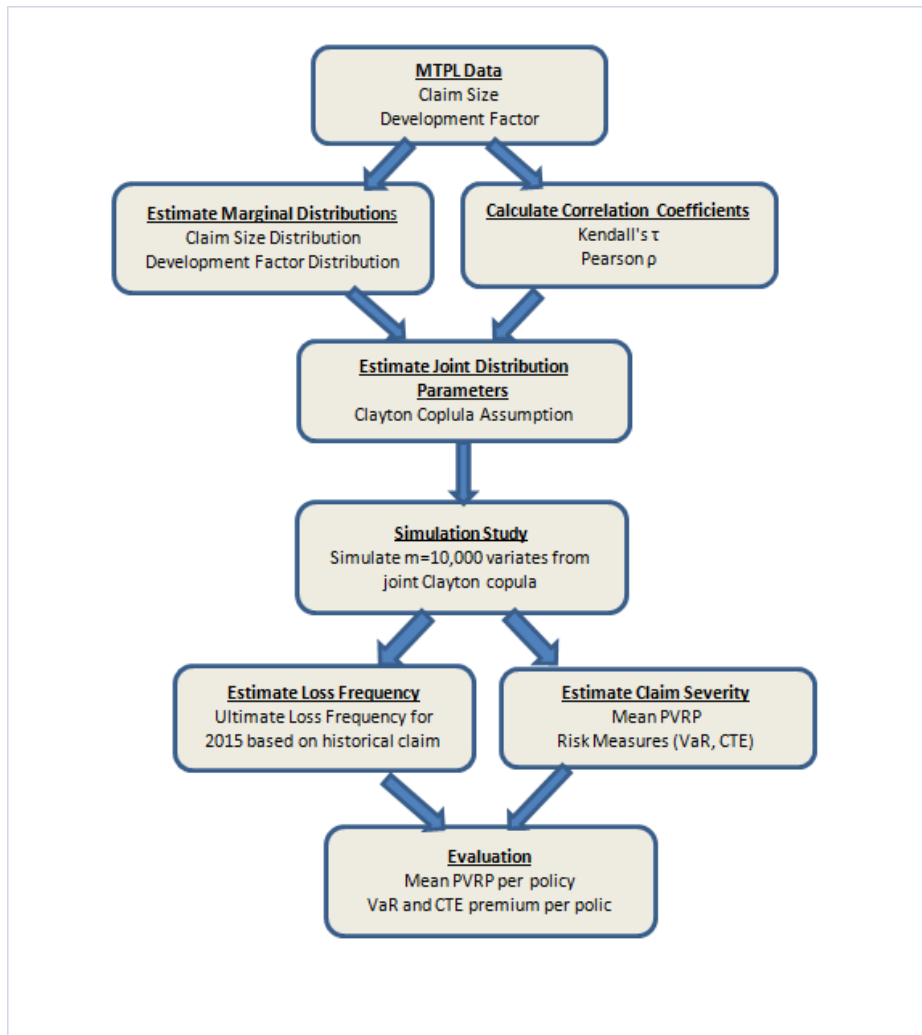 MTPL Data
Claim Size
Development Factor
Estimate Marginal Distributions
Claim Size Distribution
Development Factor Distribution
Calculate Correlation Coefficients
Kendall's τ
Pearson ρ
Estimate Joint Distribution
Parameters
Clayton Coplula Assumption
Simulation Study
Simulate m=10,000 variates from
joint Clayton copula
Estimate Loss Frequency
Ultimate Loss Frequency for
2015 based on historical claim
Estimate Claim Severity
Mean PVRP
Risk Measures (VaR, CTE)
Evaluation
Mean PVRP per policy
VaR and CTE premium per polic